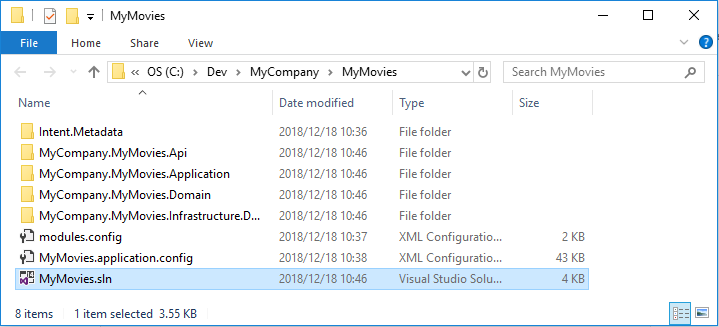 MyMovies
File Home Share View
« OS (C:) > Dev > MyCompany > MyMovies Search MyMovies
Name Date modified Type Size
Intent.Metadata 2018/12/18 10:36 File folder
MyCompany.MyMovies.Api 2018/12/18 10:46 File folder
MyCompany.MyMovies.Application 2018/12/18 10:46 File folder
MyCompany.MyMovies.Domain 2018/12/18 10:46 File folder
MyCompany.MyMovies.Infrastructure.D... 2018/12/18 10:46 File folder
modules.config 2018/12/18 10:37 XML Configuratio... 2 KB
MyMovies.application.config 2018/12/18 10:38 XML Configuratio... 43 KB
MyMovies.sln 2018/12/18 10:46 Visual Studio Solu... 4 KB
8 items 1 item selected 3.55 KB